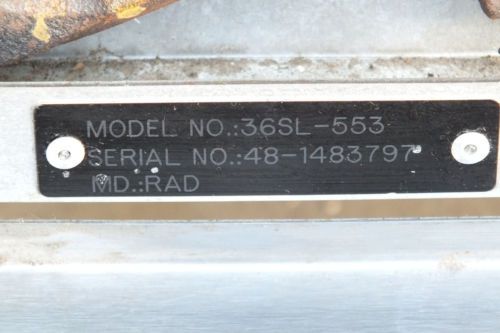 MODEL NO.:36SL-553
SERIAL NO.:48-1483797
MD.:RAD